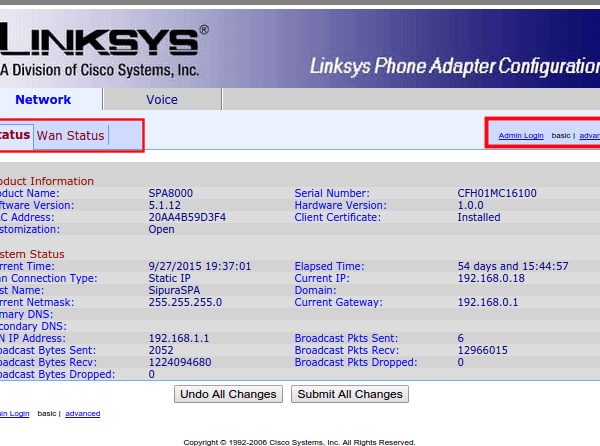 LINKSYS®
A Division of Cisco Systems, Inc.
Linksys Phone Adapter Configuration
Network Voice
tatus Wan Status Admin Login basic | advan
oduct Information
oduct Name: SPA8000 Serial Number: CFH01MC16100
ftware Version: 5.1.12 Hardware Version: 1.0.0
AC Address: 20AA4B59D3F4 Client Certificate: Installed
stomization: Open
stem Status
rrent Time: 9/27/2015 19:37:01 Elapsed Time: 54 days and 15:44:57
an Connection Type: Static IP Current IP: 192.168.0.18
st Name: SipuraSPA Domain:
rrent Netmask: 255.255.255.0 Current Gateway: 192.168.0.1
mary DNS:
condary DNS:
N IP Address: 192.168.1.1 Broadcast Pkts Sent: 6
oadcast Bytes Sent: 2052 Broadcast Pkts Recv: 12966015
oadcast Bytes Recv: 1224094680 Broadcast Pkts Dropped: 0
oadcast Bytes Dropped: 0
Undo All Changes Submit All Changes
in Login basic | advanced
Copyright © 1992-2006 Cisco Systems, Inc. All Rights Reserved.